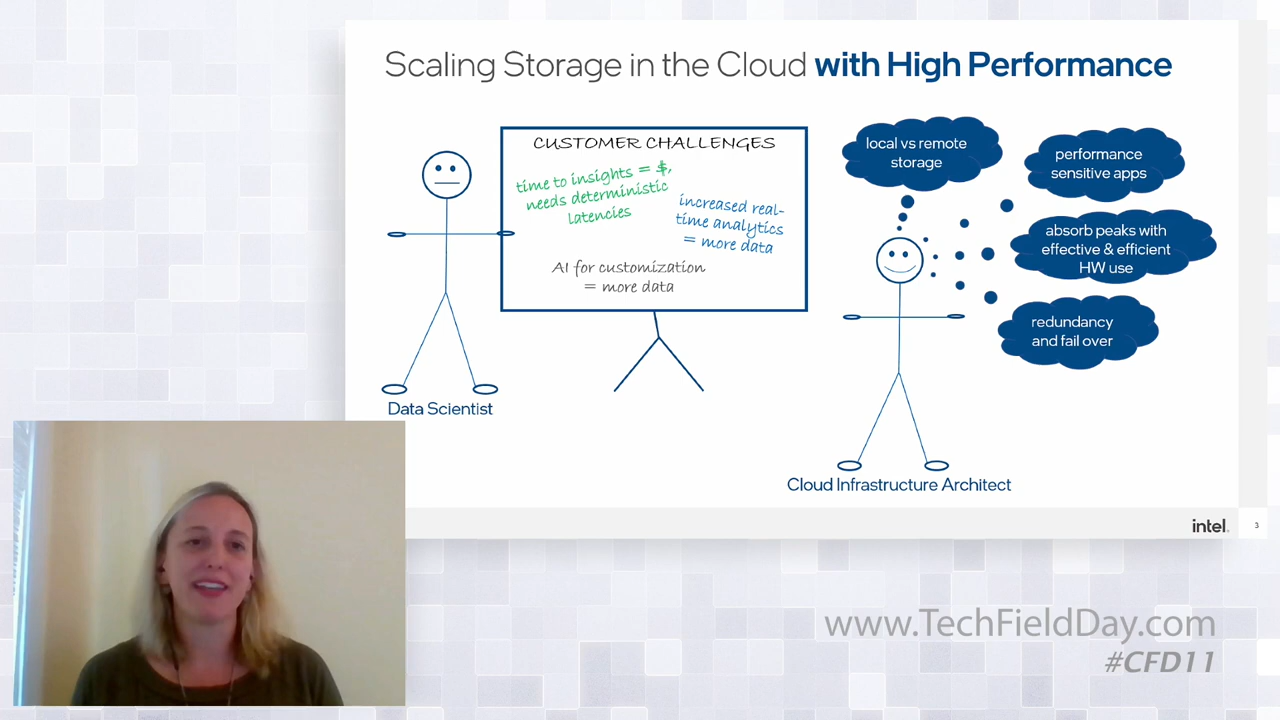 Scaling Storage in the Cloud with High Performance
CUSTOMER CHALLENGES
time to insights = $,
needs deterministic
latencies
increased real-
time analytics
= more data
AI for customization
= more data
Data Scientist
local vs remote
storage
performance
sensitive apps
absorb peaks with
effective & efficient
HW use
redundancy
and fail over
Cloud Infrastructure Architect
intel.
3
www.TechFieldDay.com
#CFD11